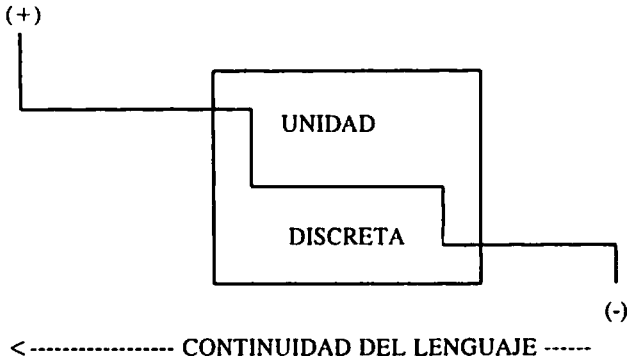 (+)
UNIDAD
DISCRETA
(-)
<----------------- CONTINUIDAD DEL LENGUAJE ------